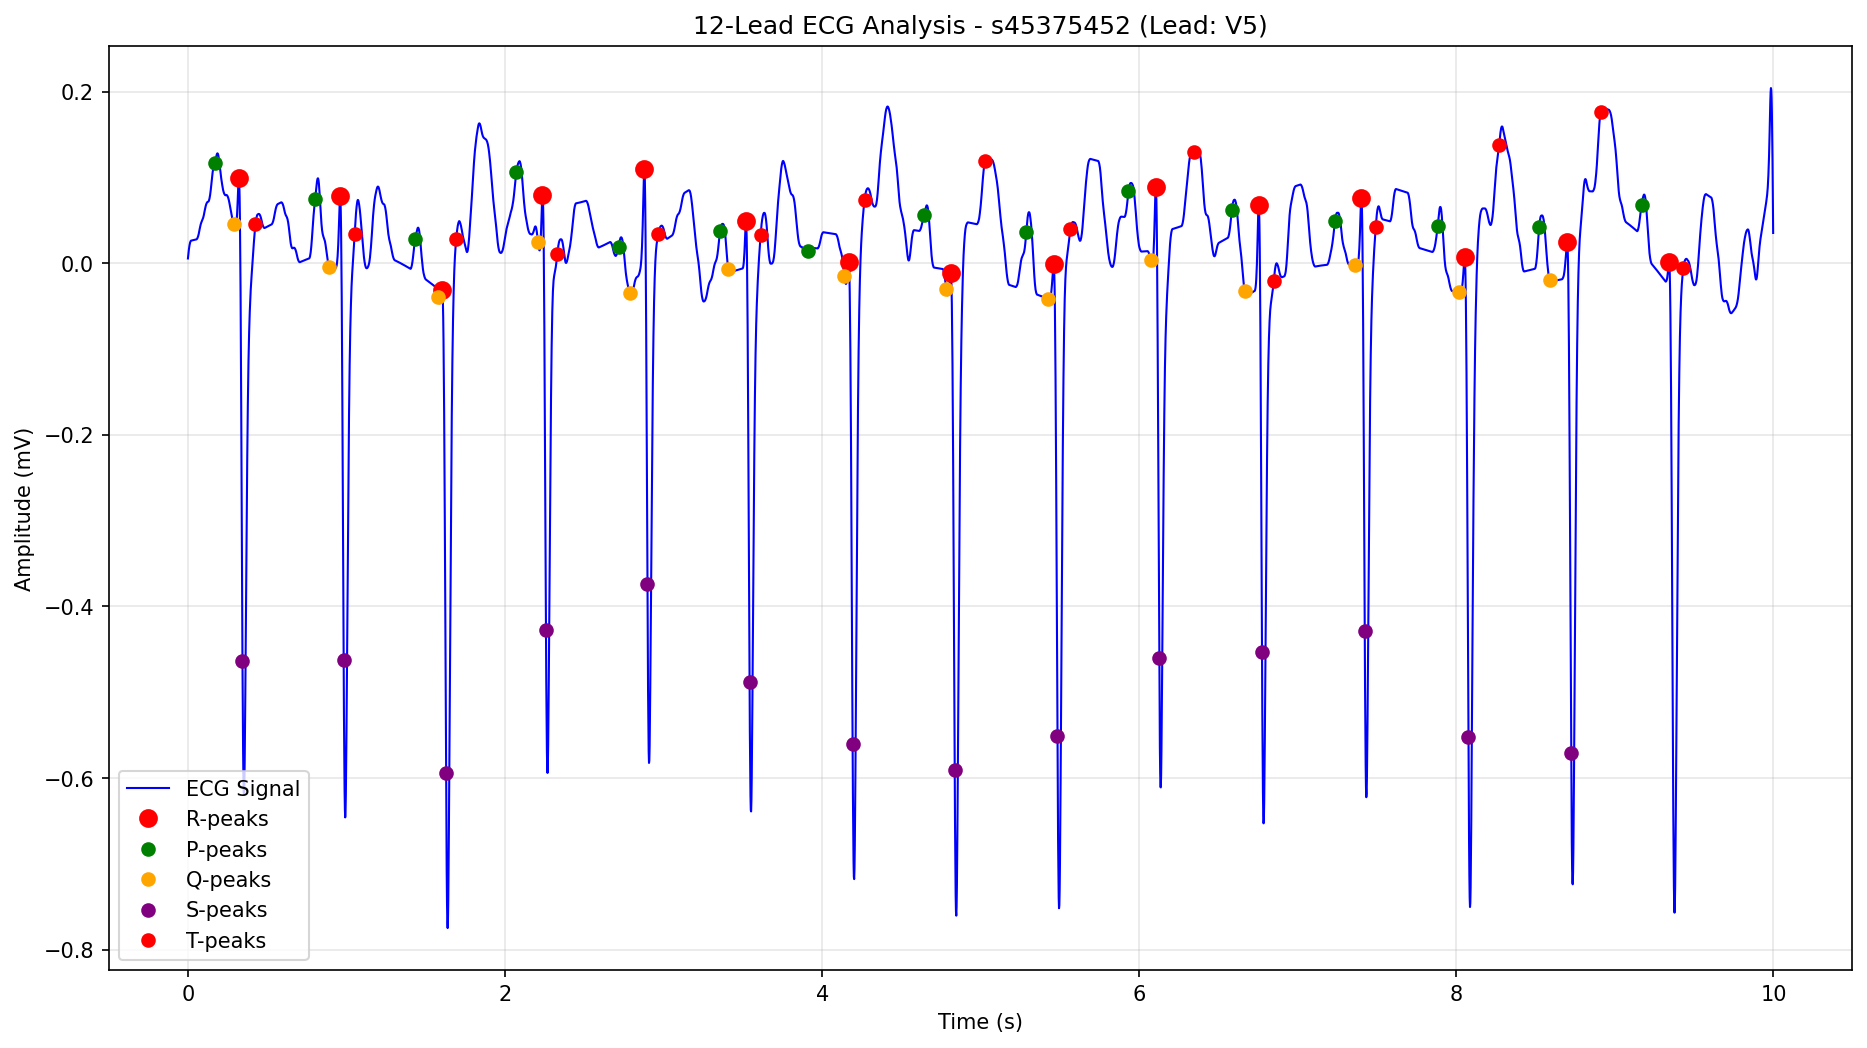 12-Lead ECG Analysis - s45375452 (Lead: V5)
Amplitude (mV)
0.2
0.0
−0.2
−0.4
−0.6
−0.8
ECG Signal
R-peaks
P-peaks
Q-peaks
S-peaks
T-peaks
0 2 4 6 8 10
Time (s)